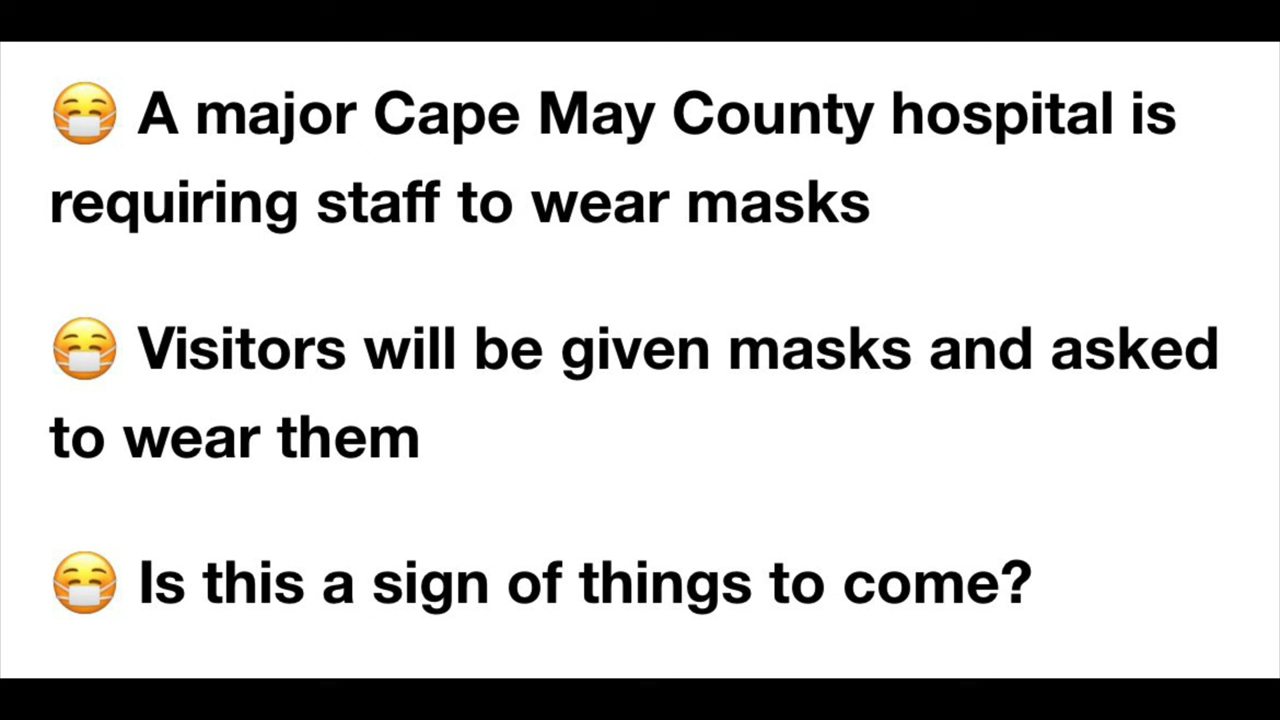 😷 A major Cape May County hospital is
requiring staff to wear masks
😷 Visitors will be given masks and asked
to wear them
😷 Is this a sign of things to come?